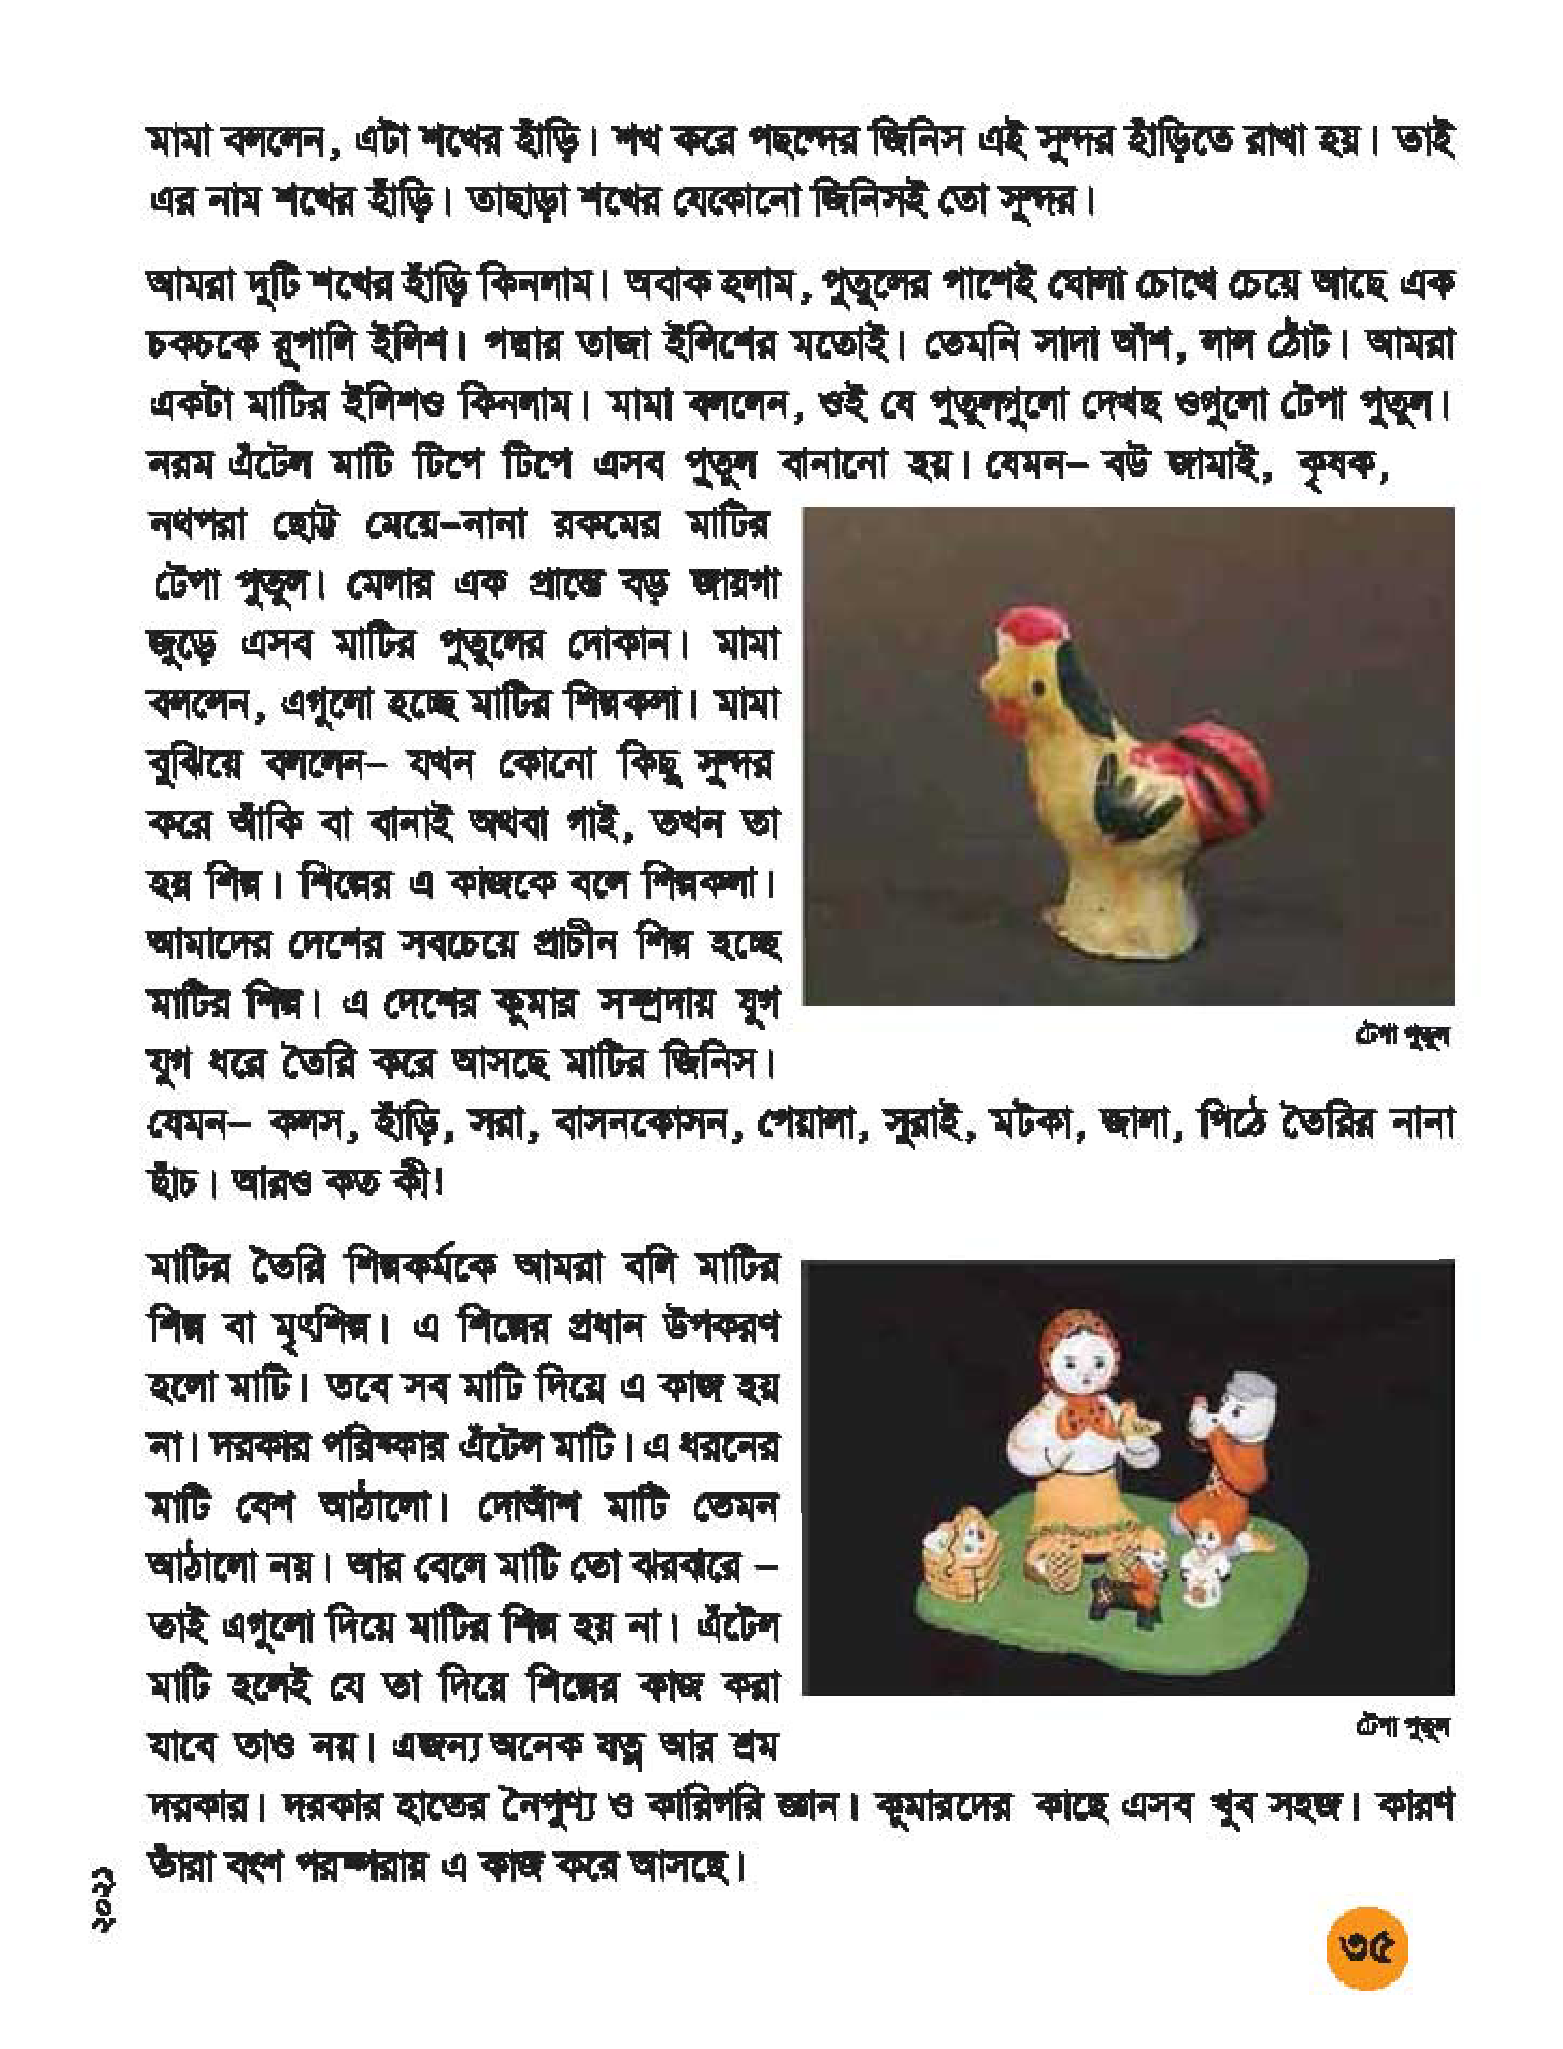 মামা বললেন, এটা শখের হাঁড়ি। শখ করে পছন্দের জিনিস এই সুন্দর হাঁড়িতে রাখা হয়। তাই
এর নাম শখের হাঁড়ি। তাছাড়া শখের যেকোনো জিনিসই তো সুন্দর।
আমরা দুটি শখের হাঁড়ি কিনলাম। অবাক হলাম, পুতুলের পাশেই ঘোলা চোখে চেয়ে আছে এক
চকচকে রূপালি ইলিশ। পদ্মার তাজা ইলিশের মতোই। তেমনি সাদা আঁশ, লাল ঠোঁট। আমরা
একটা মাটির ইলিশও কিনলাম। মামা বললেন, ওই যে পুতুলগুলো দেখছ ওগুলো টেপা পুতুল।
নরম এঁটেল মাটি টিপে টিপে এসব পুতুল বানানো হয়। যেমন– বউ জামাই, কৃষক,
নথপরা ছোট্ট মেয়ে–নানা রকমের মাটির
টেপা পুতুল। মেলার এক প্রান্তে বড় জায়গা
জুড়ে এসব মাটির পুতুলের দোকান। মামা
বললেন, এগুলো হচ্ছে মাটির শিল্পকলা। মামা
বুঝিয়ে বললেন– যখন কোনো কিছু সুন্দর
করে আঁকি বা বানাই অথবা গাই, তখন তা
হয় শিল্প। শিল্পের এ কাজকে বলে শিল্পকলা।
আমাদের দেশের সবচেয়ে প্রাচীন শিল্প হচ্ছে
মাটির শিল্প। এ দেশের কুমার সম্প্রদায় যুগ
যুগ ধরে তৈরি করে আসছে মাটির জিনিস।
টেপা পুতুল
যেমন– কলস, হাঁড়ি, সরা, বাসনকোসন, পেয়ালা, সুরাই, মটকা, জালা, পিঠে তৈরির নানা
ছাঁচ। আরও কত কী!
মাটির তৈরি শিল্পকর্মকে আমরা বলি মাটির
শিল্প বা মৃৎশিল্প। এ শিল্পের প্রধান উপকরণ
হলো মাটি। তবে সব মাটি দিয়ে এ কাজ হয়
না। দরকার পরিষ্কার এঁটেল মাটি। এ ধরনের
মাটি বেশ আঠালো। দোআঁশ মাটি তেমন
আঠালো নয়। আর বেলে মাটি তো ঝরঝরে –
তাই এগুলো দিয়ে মাটির শিল্প হয় না। এঁটেল
মাটি হলেই যে তা দিয়ে শিল্পের কাজ করা
যাবে তাও নয়। এজন্য অনেক যত্ন আর শ্রম
টেপা পুতুল
দরকার। দরকার হাতের নৈপুণ্য ও কারিগরি জ্ঞান। কুমারদের কাছে এসব খুব সহজ। কারণ
তাঁরা বংশ পরম্পরায় এ কাজ করে আসছে।
২০২১
৩৫